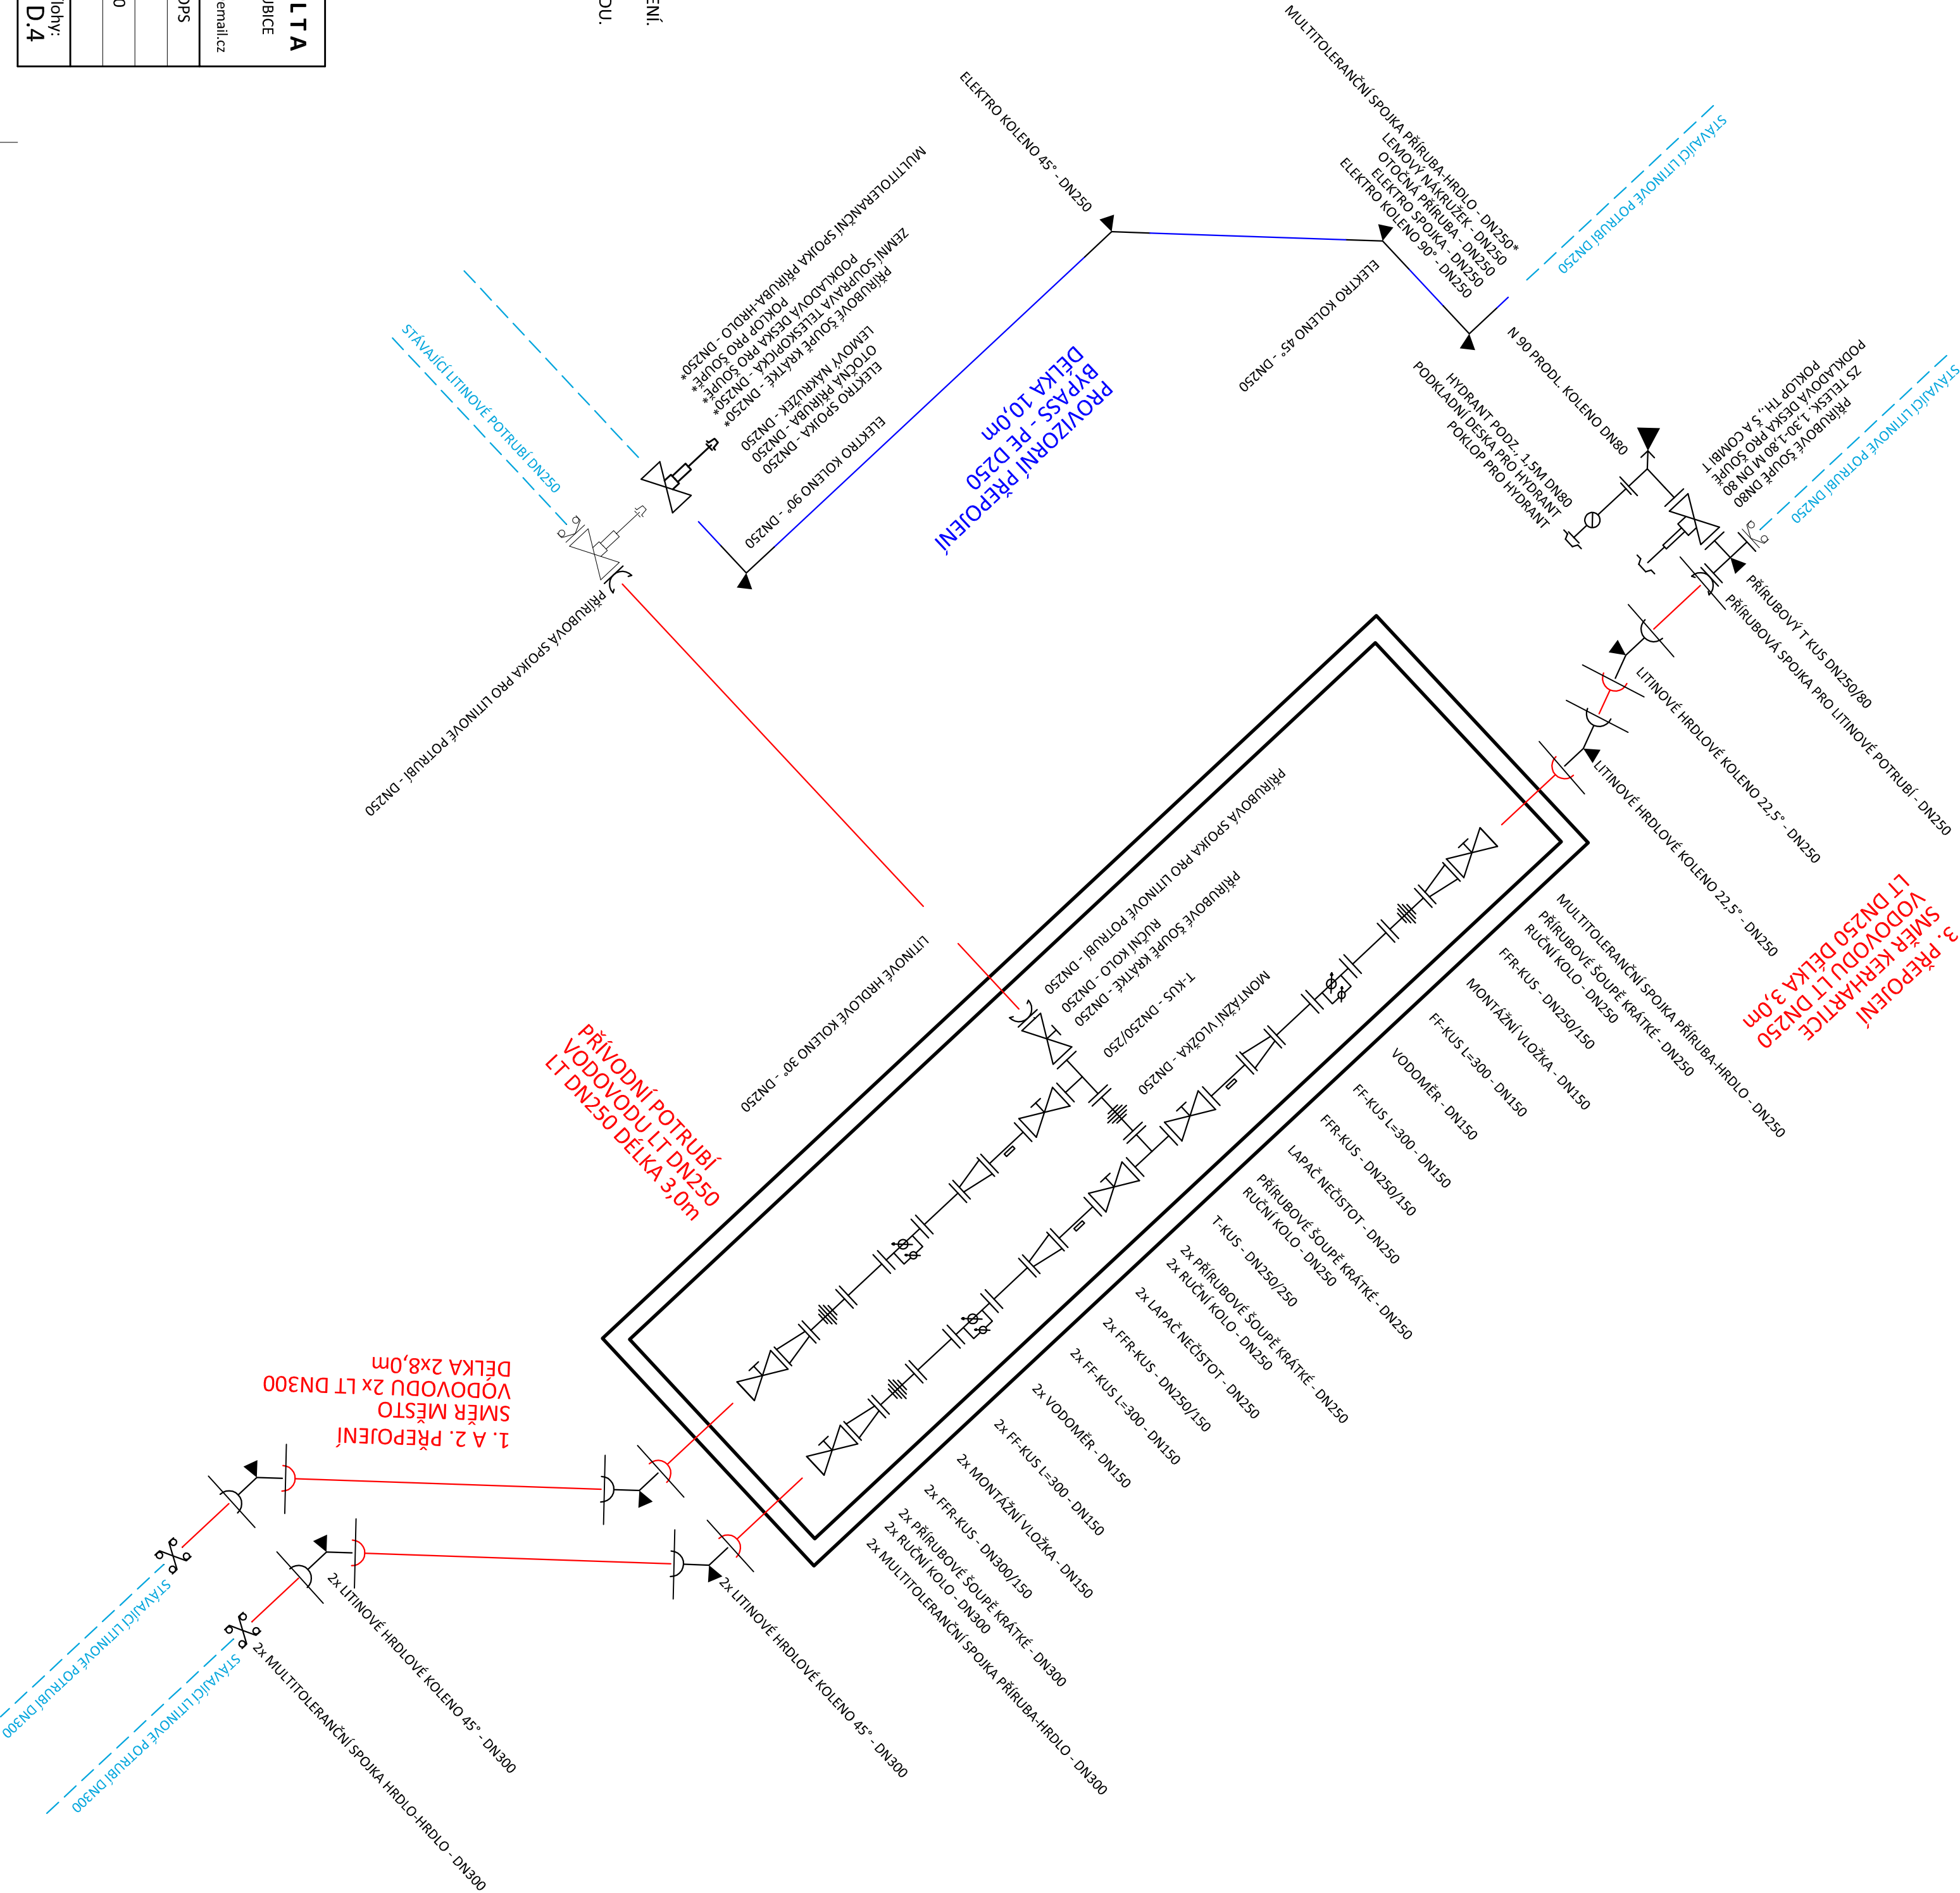 LTA
UBICE
email.cz
OPS
0
lohy:
D.4
ENÍ.
OU.
MULTITOLERANČNÍ SPOJKA PŘÍRUBA-HRDLO - DN250*
LEMOVÝ NÁKRUŽEK - DN250
OTOČNÁ PŘÍRUBA - DN250
ELEKTRO SPOJKA - DN250
ELEKTRO KOLENO 90° - DN250
ELEKTRO KOLENO 45° - DN250
ELEKTRO KOLENO 45° - DN250
STÁVAJÍCÍ LITINOVÉ POTRUBÍ DN250
MULTITOLERANČNÍ SPOJKA PŘÍRUBA-HRDLO - DN250*
POKLOP PRO ŠOUPĚ*
PODKLADOVÁ DESKA PRO ŠOUPĚ*
ZEMNÍ SOUPRAVA TELESKOPICKÁ - DN250*
PŘÍRUBOVÉ ŠOUPĚ KRÁTKÉ - DN250*
LEMOVÝ NÁKRUŽEK - DN250
OTOČNÁ PŘÍRUBA - DN250
ELEKTRO SPOJKA - DN250
ELEKTRO KOLENO 90° - DN250
STÁVAJÍCÍ LITINOVÉ POTRUBÍ DN250
PROVIZORNÍ PŘEPOJENÍ
BYPASS - PE D250
DÉLKA 10,0m
N 90 PRODL. KOLENO DN80
HYDRANT PODZ., 1,5M DN80
PODKLADNÍ DESKA PRO HYDRANT
POKLOP PRO HYDRANT
POKLOP TH., Š A COMBIT
PODKLADOVÁ DESKA PRO ŠOUPĚ
ZS TELESK. 1,30-1,80 M DN 80
PŘÍRUBOVÉ ŠOUPĚ DN80
STÁVAJÍCÍ LITINOVÉ POTRUBÍ DN250
PŘÍRUBOVÝ T KUS DN250/80
PŘÍRUBOVÁ SPOJKA PRO LITINOVÉ POTRUBÍ - DN250
LITINOVÉ HRDLOVÉ KOLENO 22,5° - DN250
LITINOVÉ HRDLOVÉ KOLENO 22,5° - DN250
3. PŘEPOJENÍ
SMĚR KERHARTICE
VODOVODU LT DN250
LT DN250 DÉLKA 3,0m
PŘÍRUBOVÁ SPOJKA PRO LITINOVÉ POTRUBÍ - DN250
LITINOVÉ HRDLOVÉ KOLENO 30° - DN250
PŘÍVODNÍ POTRUBÍ
VODOVODU LT DN250
LT DN250 DÉLKA 3,0m
PŘÍRUBOVÁ SPOJKA PRO LITINOVÉ POTRUBÍ - DN250
RUČNÍ KOLO - DN250
PŘÍRUBOVÉ ŠOUPĚ KRÁTKÉ - DN250
T-KUS - DN250/250
MONTÁŽNÍ VLOŽKA - DN250
MULTITOLERANČNÍ SPOJKA PŘÍRUBA-HRDLO - DN250
PŘÍRUBOVÉ ŠOUPĚ KRÁTKÉ - DN250
RUČNÍ KOLO - DN250
FFR-KUS - DN250/150
MONTÁŽNÍ VLOŽKA - DN150
FF-KUS L=300 - DN150
VODOMĚR - DN150
FF-KUS L=300 - DN150
FFR-KUS - DN250/150
LAPAČ NEČISTOT - DN250
PŘÍRUBOVÉ ŠOUPĚ KRÁTKÉ - DN250
RUČNÍ KOLO - DN250
T-KUS - DN250/250
2x PŘÍRUBOVÉ ŠOUPĚ KRÁTKÉ - DN250
2x RUČNÍ KOLO - DN250
2x LAPAČ NEČISTOT - DN250
2x FFR-KUS - DN250/150
2x FF-KUS L=300 - DN150
2x VODOMĚR - DN150
2x FF-KUS L=300 - DN150
2x MONTÁŽNÍ VLOŽKA - DN150
2x FFR-KUS - DN300/150
2x PŘÍRUBOVÉ ŠOUPĚ KRÁTKÉ - DN300
2x RUČNÍ KOLO - DN300
2x MULTITOLERANČNÍ SPOJKA PŘÍRUBA-HRDLO - DN300
1. A 2. PŘEPOJENÍ
SMĚR MĚSTO
VODOVODU 2x LT DN300
DÉLKA 2x8,0m
2x LITINOVÉ HRDLOVÉ KOLENO 45° - DN300
2x LITINOVÉ HRDLOVÉ KOLENO 45° - DN300
2x MULTITOLERANČNÍ SPOJKA HRDLO-HRDLO - DN300
STÁVAJÍCÍ LITINOVÉ POTRUBÍ DN300
STÁVAJÍCÍ LITINOVÉ POTRUBÍ DN300